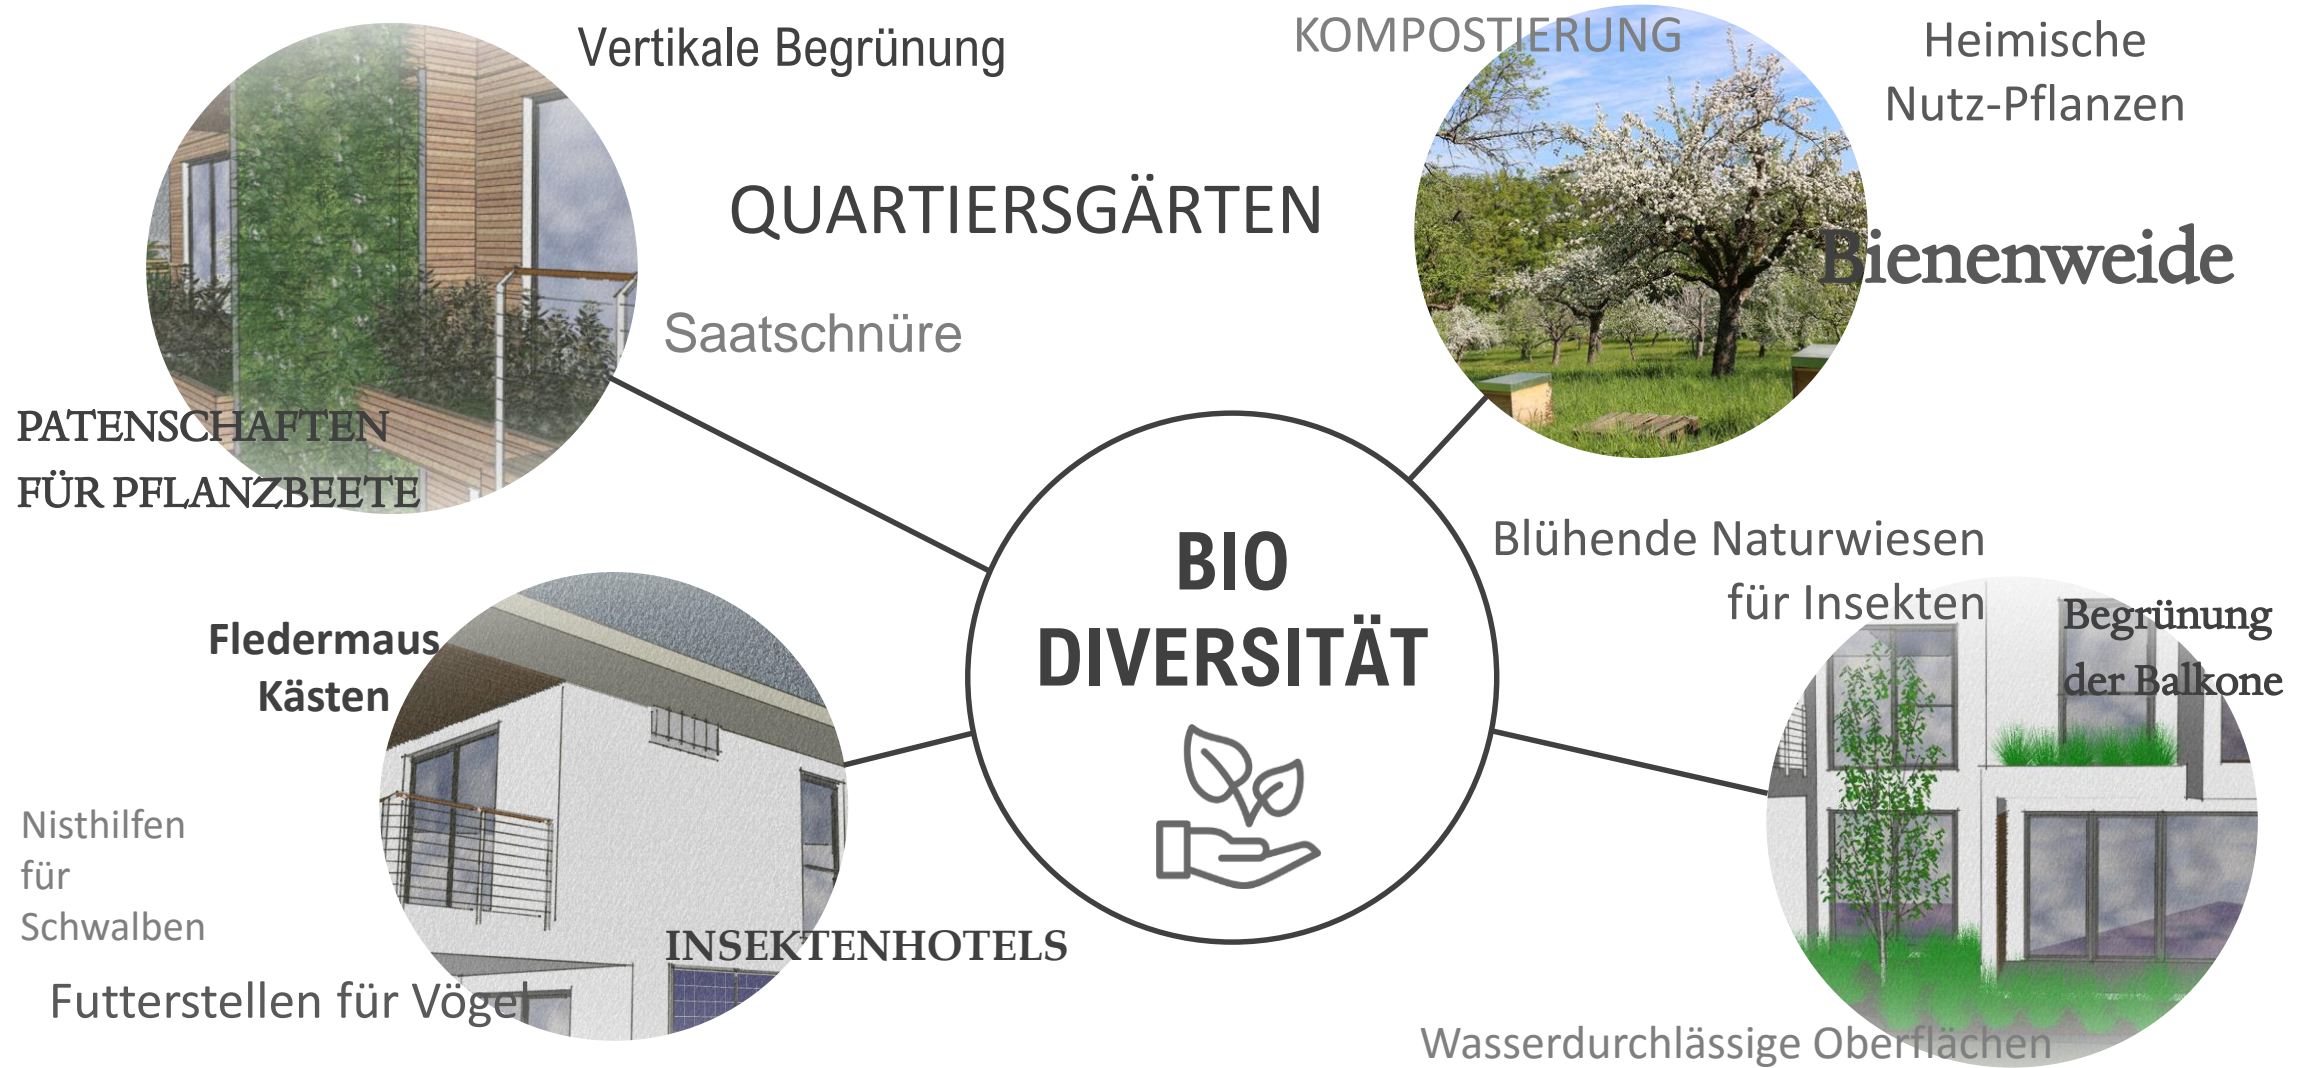 Vertikale Begrünung
KOMPOSTIERUNG
Heimische
Nutz-Pflanzen
QUARTIERSGÄRTEN
Bienenweide
Saatschnüre
PATENSCHAFTEN
FÜR PFLANZBEETE
BIO
DIVERSITÄT
Blühende Naturwiesen
für Insekten
Begrünung
der Balkone
Fledermaus
Kästen
Nisthilfen
für
Schwalben
INSEKTENHOTELS
Futterstellen für Vögel
Wasserdurchlässige Oberflächen